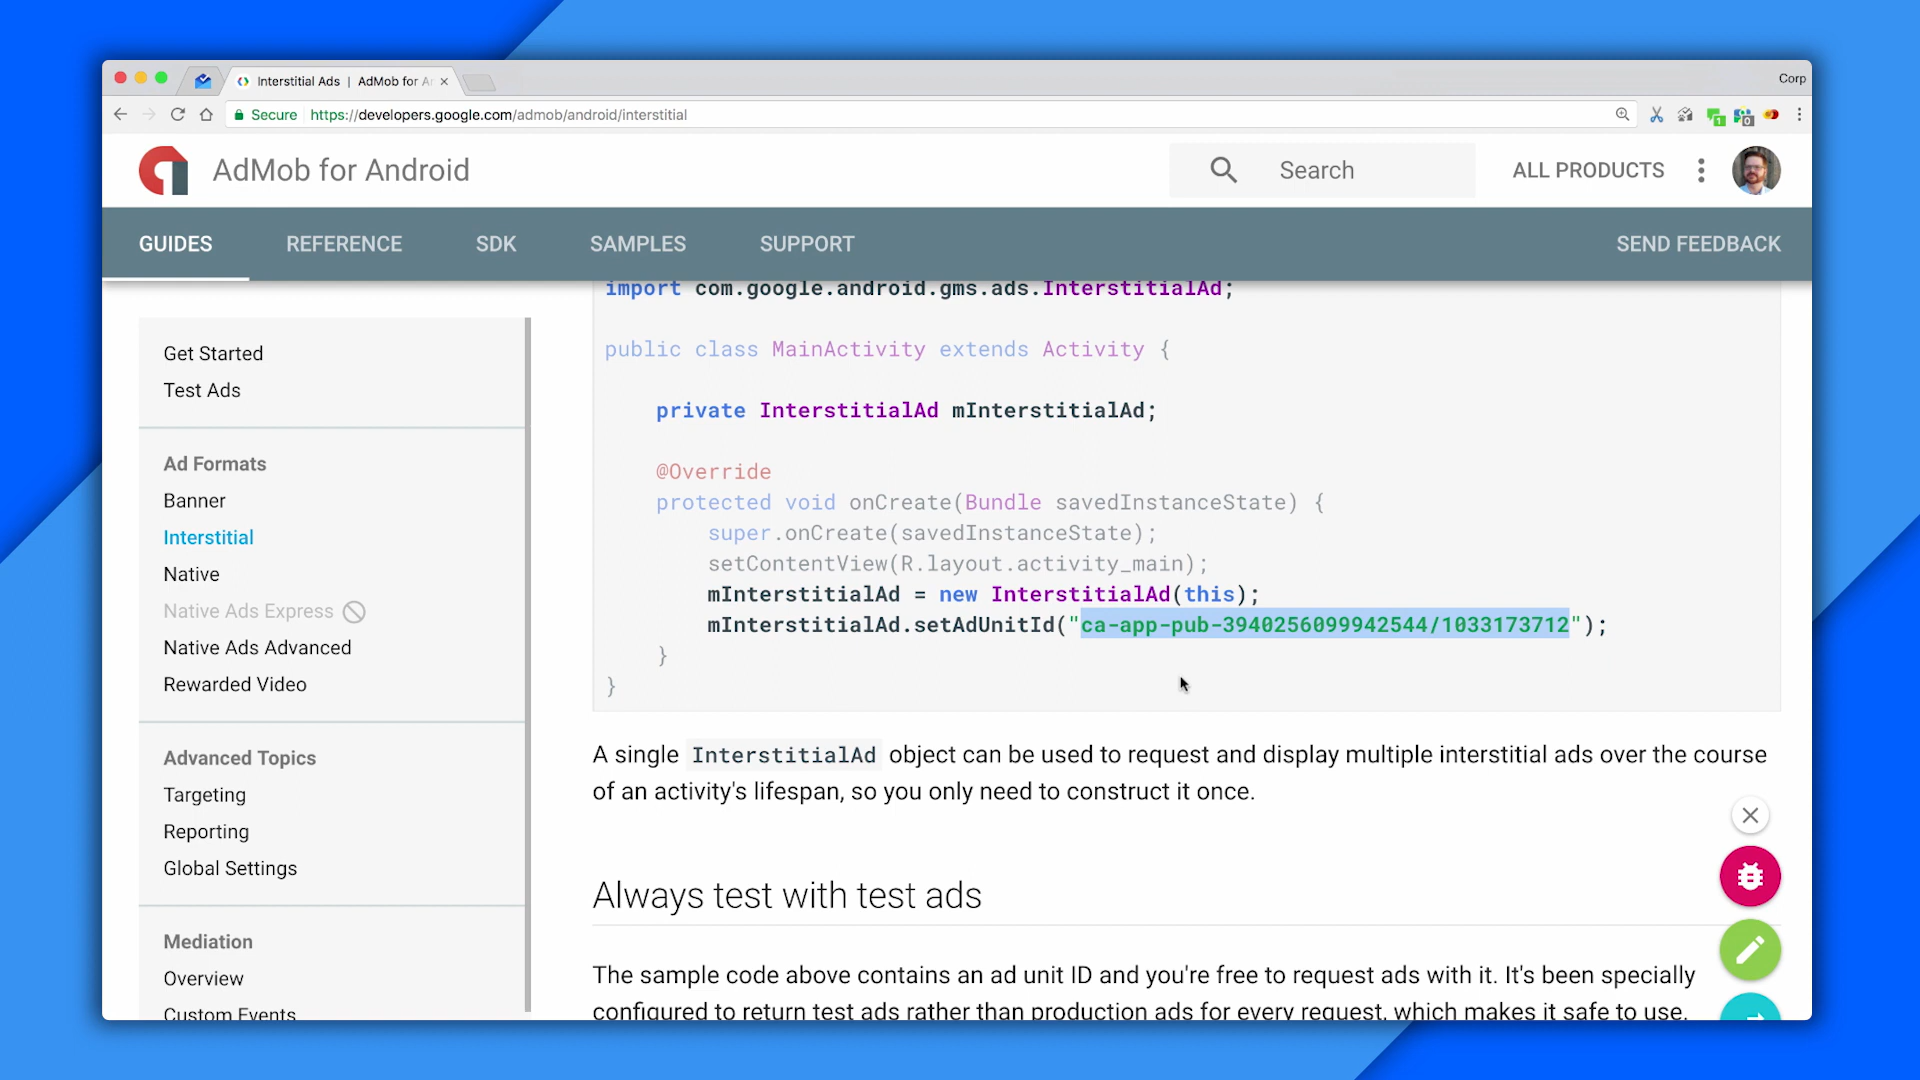 Interstitial Ads | AdMob for Ar
Corp
Secure https://developers.google.com/admob/android/interstitial
1 0
AdMob for Android
Search
ALL PRODUCTS
GUIDES REFERENCE SDK SAMPLES SUPPORT SEND FEEDBACK
Get Started
Test Ads
Ad Formats
Banner
Interstitial
Native
Native Ads Express
Native Ads Advanced
Rewarded Video
Advanced Topics
Targeting
Reporting
Global Settings
Mediation
Overview
Custom Events
import com.google.android.gms.ads.InterstitialAd;
public class MainActivity extends Activity {
private InterstitialAd mInterstitialAd;
@Override
protected void onCreate(Bundle savedInstanceState) {
super.onCreate(savedInstanceState);
setContentView(R.layout.activity_main);
mInterstitialAd = new InterstitialAd(this);
mInterstitialAd.setAdUnitId("ca-app-pub-3940256099942544/1033173712");
}
}
A single InterstitialAd object can be used to request and display multiple interstitial ads over the course
of an activity's lifespan, so you only need to construct it once.
Always test with test ads
The sample code above contains an ad unit ID and you're free to request ads with it. It's been specially
configured to return test ads rather than production ads for every request, which makes it safe to use.